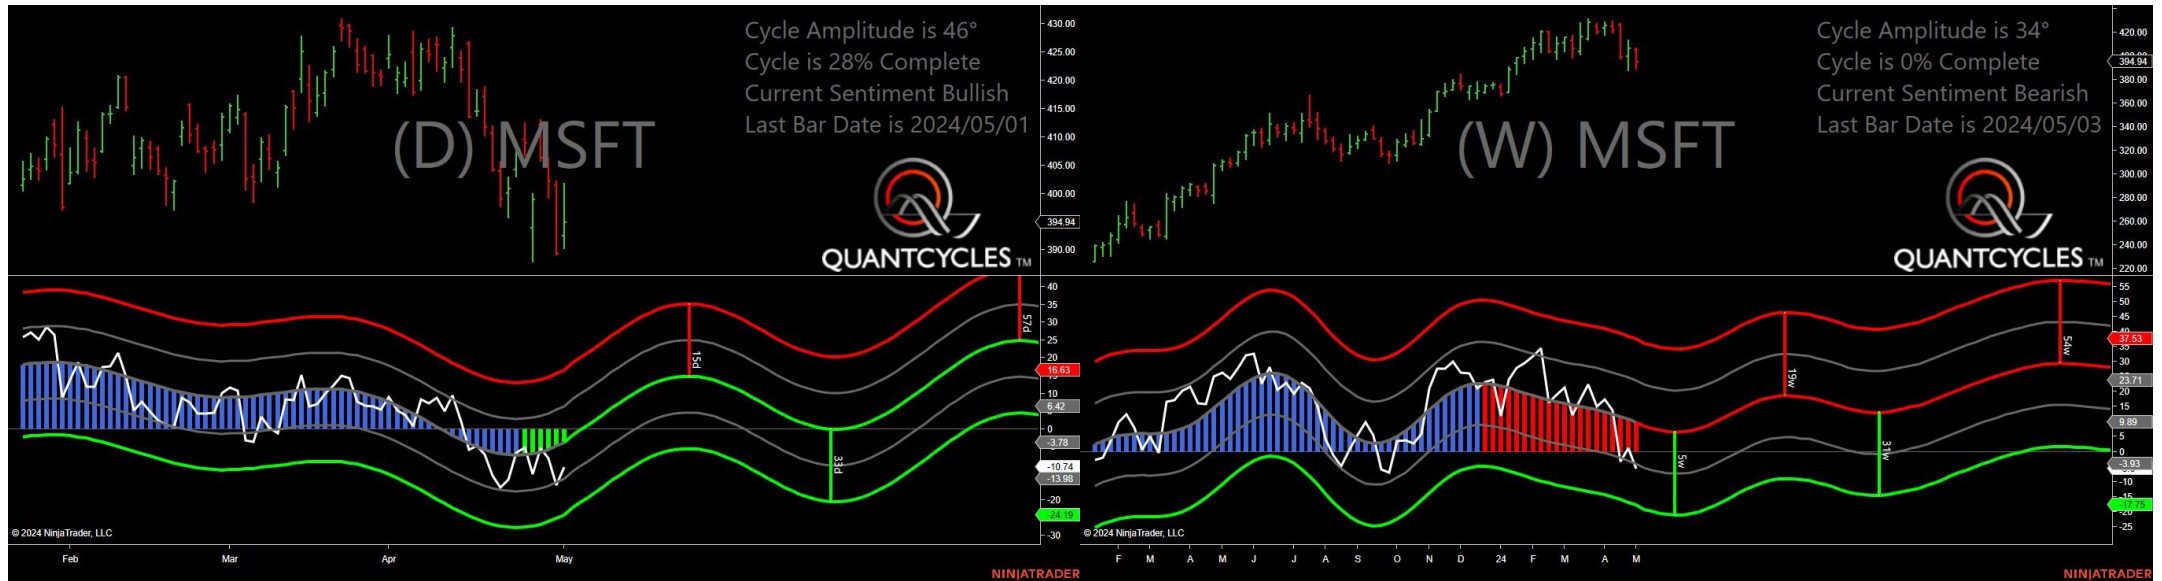 Cycle Amplitude is 46°
Cycle is 28% Complete
Current Sentiment Bullish
Last Bar Date is 2024/05/01
(D) MSFT
QUANTCYCLES TM
430.00
425.00
420.00
415.00
410.00
405.00
400.00
394.94
390.00
40
35
30
25
20
16.63
6.42
0
-3.78
-10.74
-13.98
-20
-24.19
-30
15d
33d
57d
© 2024 NinjaTrader, LLC
Feb Mar Apr May
NINJATRADER
Cycle Amplitude is 34°
Cycle is 0% Complete
Current Sentiment Bearish
Last Bar Date is 2024/05/03
(W) MSFT
QUANTCYCLES TM
420.00
394.94
380.00
360.00
340.00
320.00
300.00
280.00
260.00
240.00
220.00
55
50
45
37.53
35
30
23.71
20
15
9.89
5
0
-3.93
-10
-15
-17.75
-25
5w
19w
31w
54w
© 2024 NinjaTrader, LLC
F M A M J J A S O N D 24 F M A M
NINJATRADER